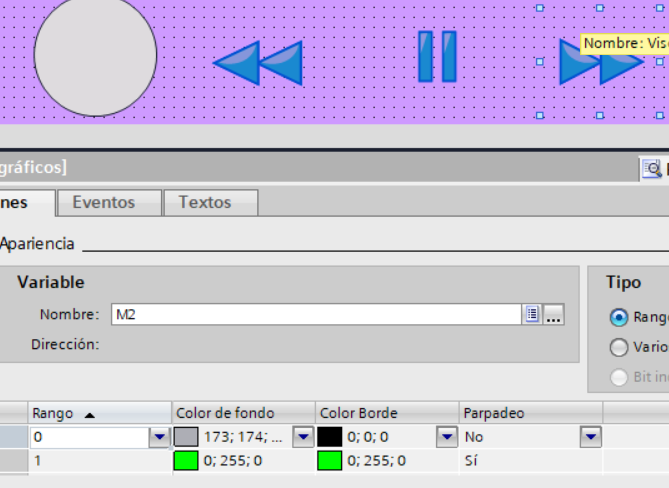 Nombre: Vis
gráficos]
nes Eventos Textos
Apariencia
Variable Tipo
Nombre: M2 ... Rang
Dirección: Vario
Bit in
Rango Color de fondo Color Borde Parpadeo
0 173; 174; ... 0; 0; 0 No
1 0; 255; 0 0; 255; 0 Sí